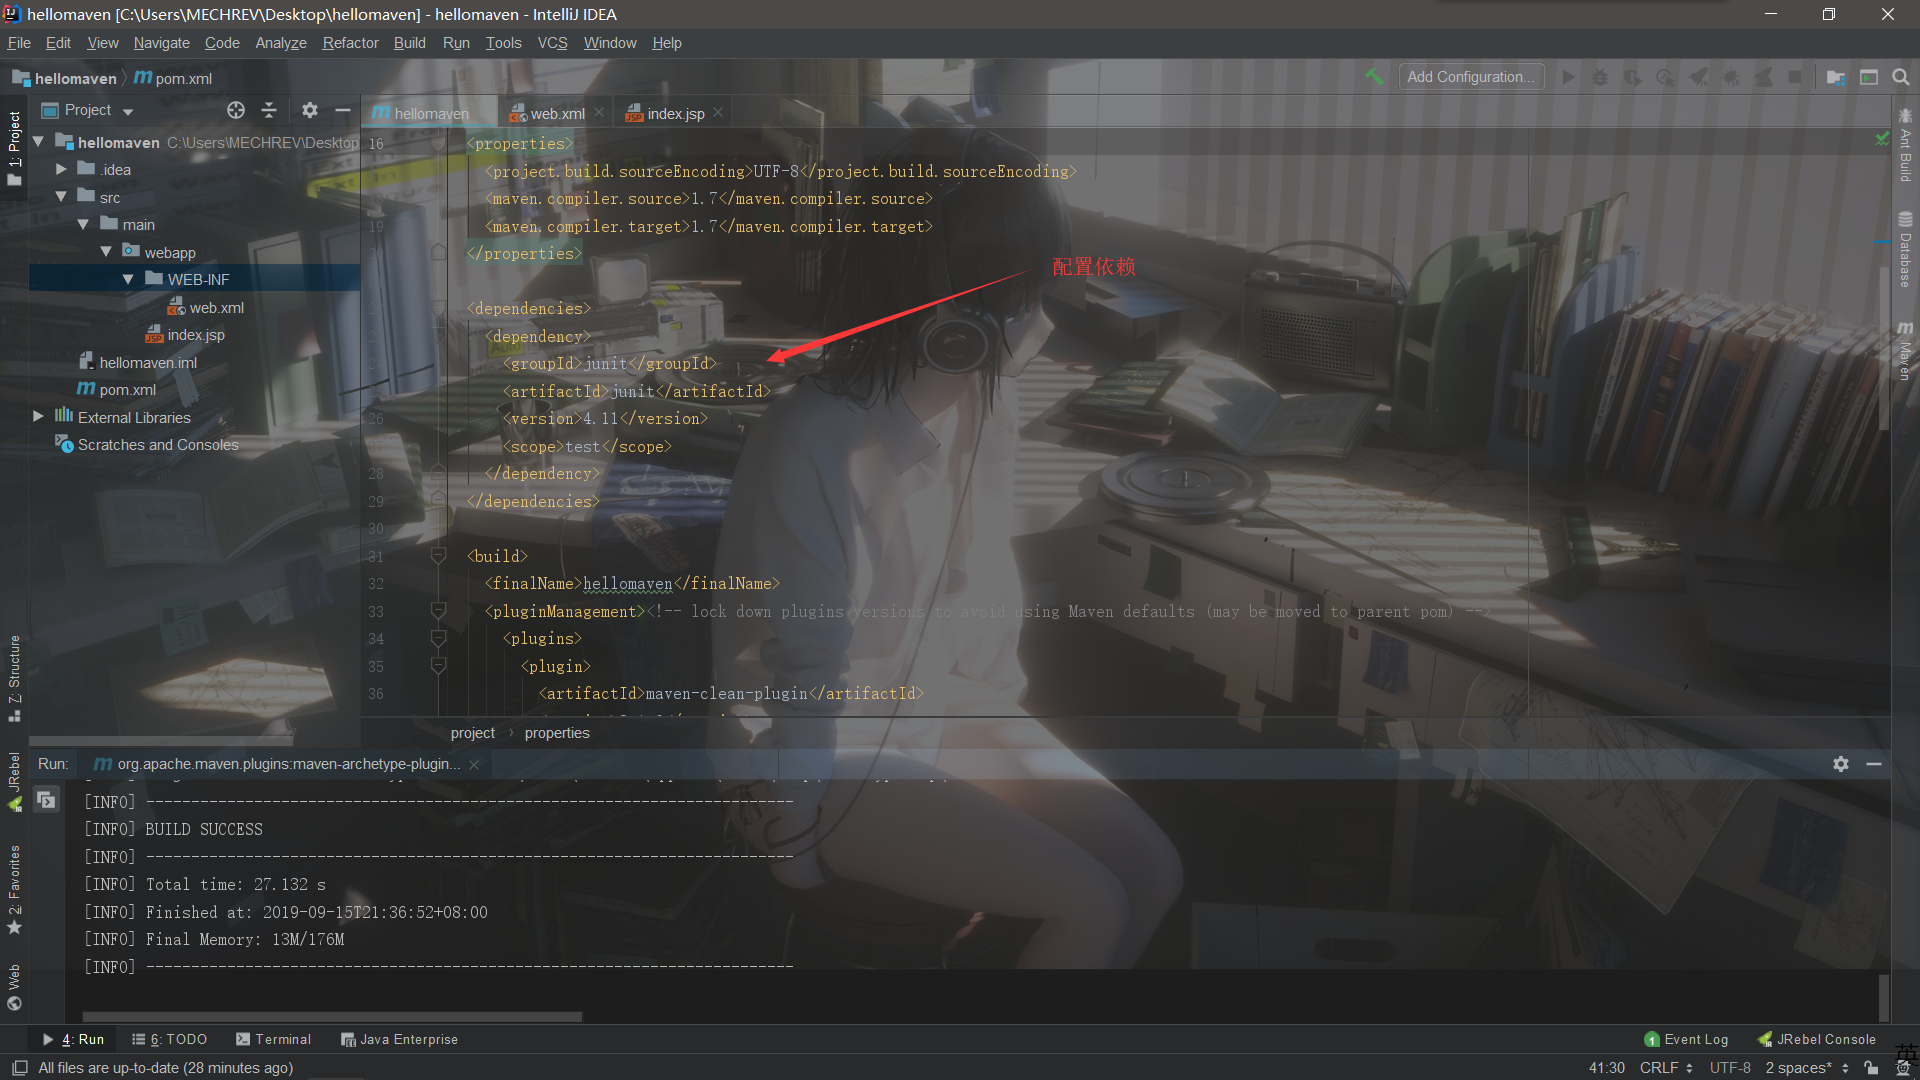 hellomaven [C:\Users\MECHREV\Desktop\hellomaven] - hellomaven - IntelliJ IDEA
File Edit View Navigate Code Analyze Refactor Build Run Tools VCS Window Help
hellomaven pom.xml
Add Configuration...
Project
hellomaven web.xml index.jsp
1: Project
hellomaven C:\Users\MECHREV\Desktop
.idea
src
main
webapp
WEB-INF
web.xml
index.jsp
hellomaven.iml
pom.xml
External Libraries
Scratches and Consoles
16 <properties>
<project.build.sourceEncoding>UTF-8</project.build.sourceEncoding>
<maven.compiler.source>1.7</maven.compiler.source>
19 <maven.compiler.target>1.7</maven.compiler.target>
</properties>
配置依赖
<dependencies>
<dependency>
<groupId>junit</groupId>
<artifactId>junit</artifactId>
26 <version>4.11</version>
<scope>test</scope>
28 </dependency>
29 </dependencies>
30
31 <build>
32 <finalName>hellomaven</finalName>
33 <pluginManagement><!-- lock down plugins versions to avoid using Maven defaults (may be moved to parent pom) -->
34 <plugins>
35 <plugin>
36 <artifactId>maven-clean-plugin</artifactId>
project › properties
Ant Build
Database
Maven
7: Structure
JRebel
2: Favorites
Web
Run: org.apache.maven.plugins:maven-archetype-plugin...
[INFO] ------------------------------------------------------------------------
[INFO] BUILD SUCCESS
[INFO] ------------------------------------------------------------------------
[INFO] Total time: 27.132 s
[INFO] Finished at: 2019-09-15T21:36:52+08:00
[INFO] Final Memory: 13M/176M
[INFO] ------------------------------------------------------------------------
4: Run 6: TODO Terminal Java Enterprise
1 Event Log JRebel Console
All files are up-to-date (28 minutes ago)
41:30 CRLF UTF-8 2 spaces*
英